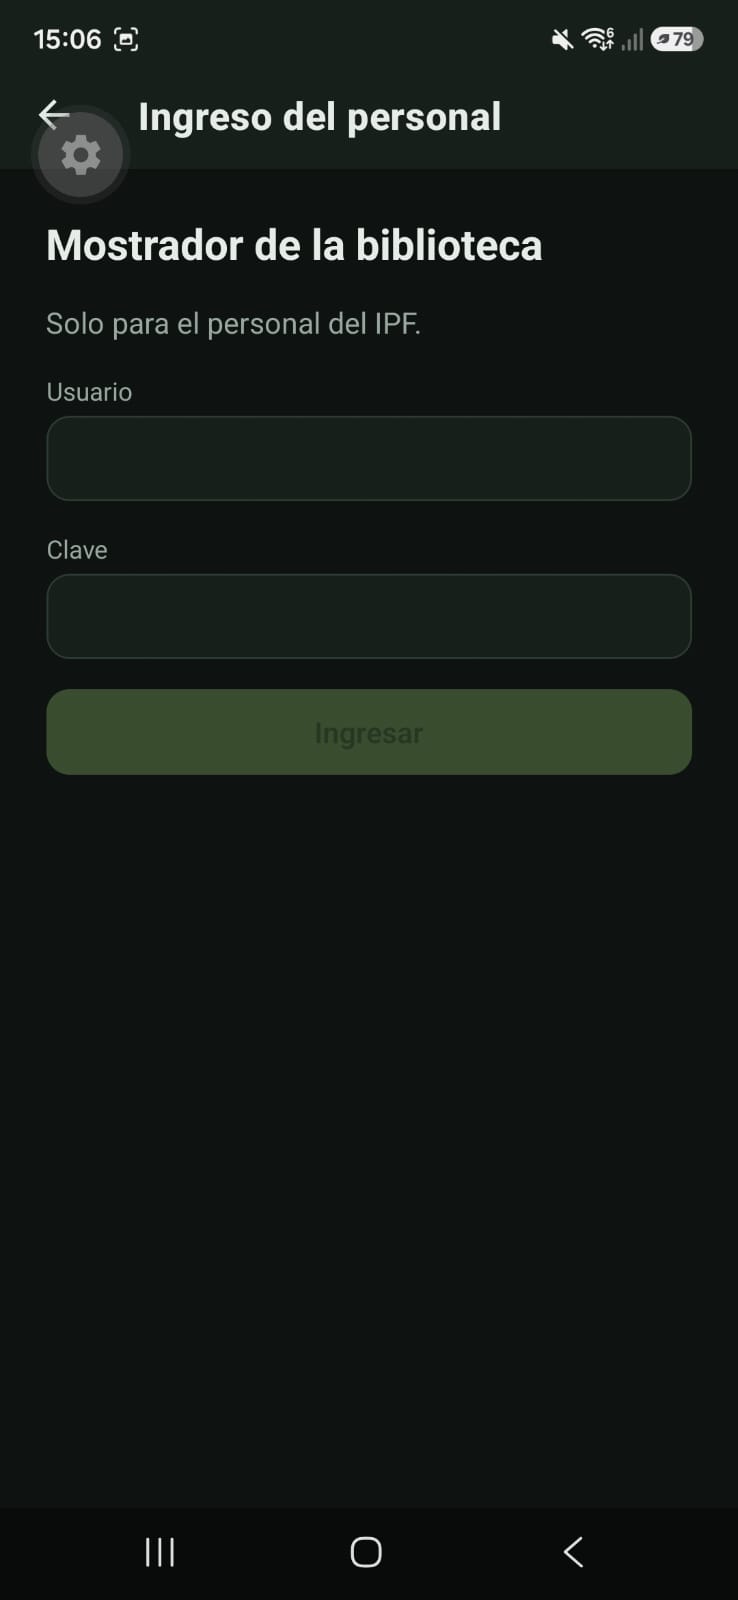 15:06
6
79
Ingreso del personal
Mostrador de la biblioteca
Solo para el personal del IPF.
Usuario
Clave
Ingresar